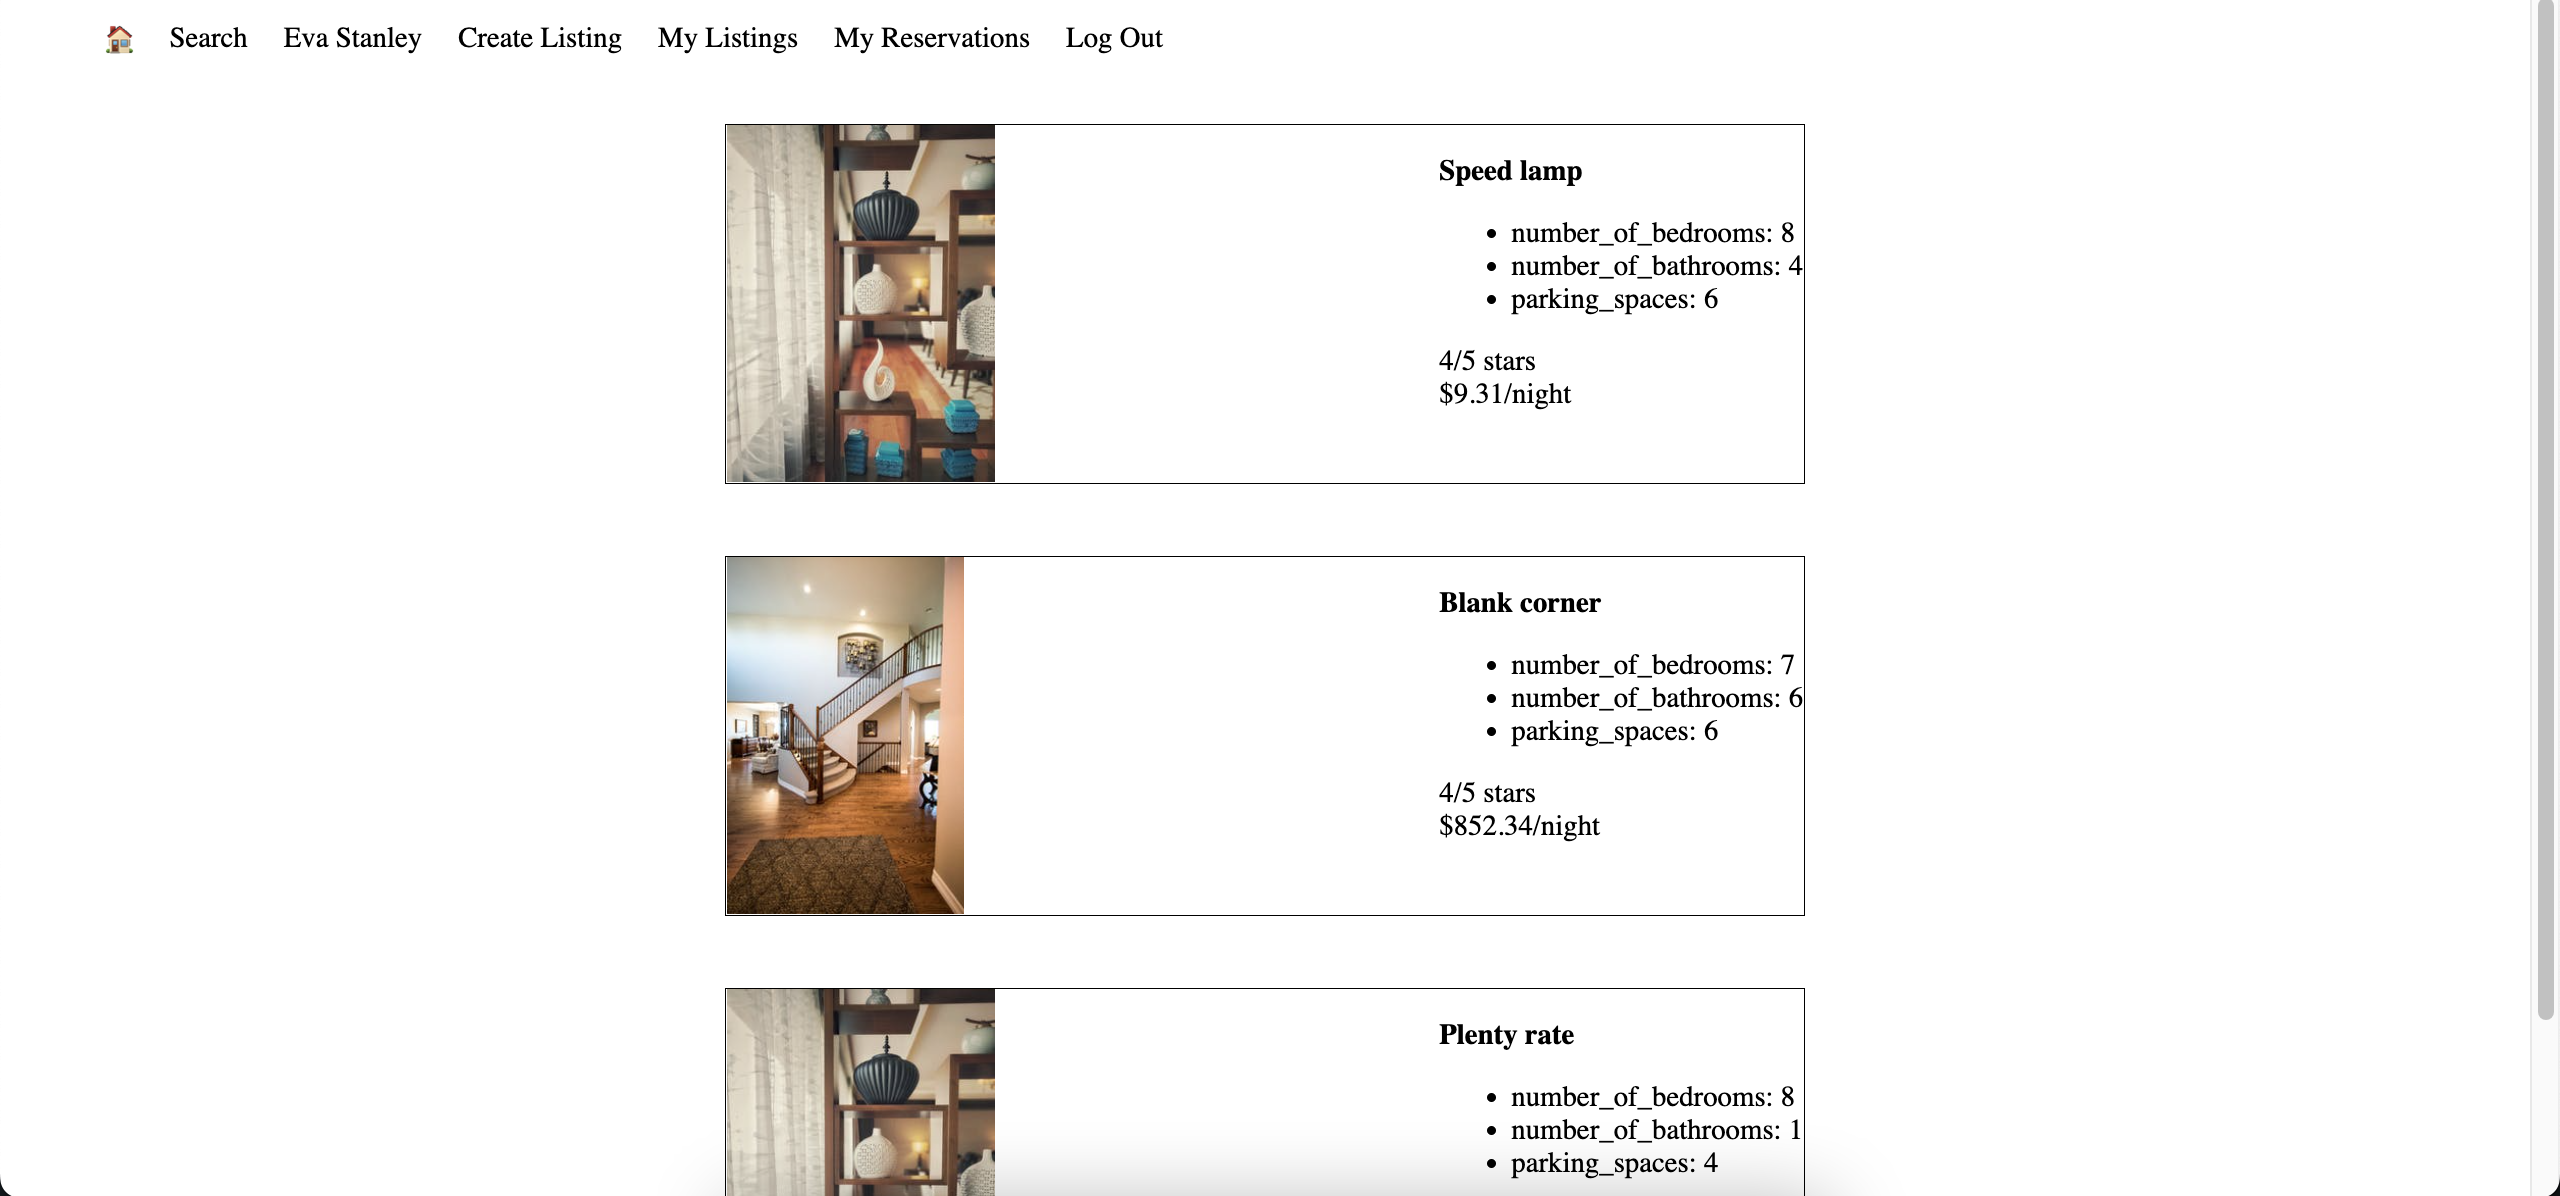 Search Eva Stanley Create Listing My Listings My Reservations Log Out
Speed lamp
number_of_bedrooms: 8
number_of_bathrooms: 4
parking_spaces: 6
4/5 stars
$9.31/night
Blank corner
number_of_bedrooms: 7
number_of_bathrooms: 6
parking_spaces: 6
4/5 stars
$852.34/night
Plenty rate
number_of_bedrooms: 8
number_of_bathrooms: 1
parking_spaces: 4